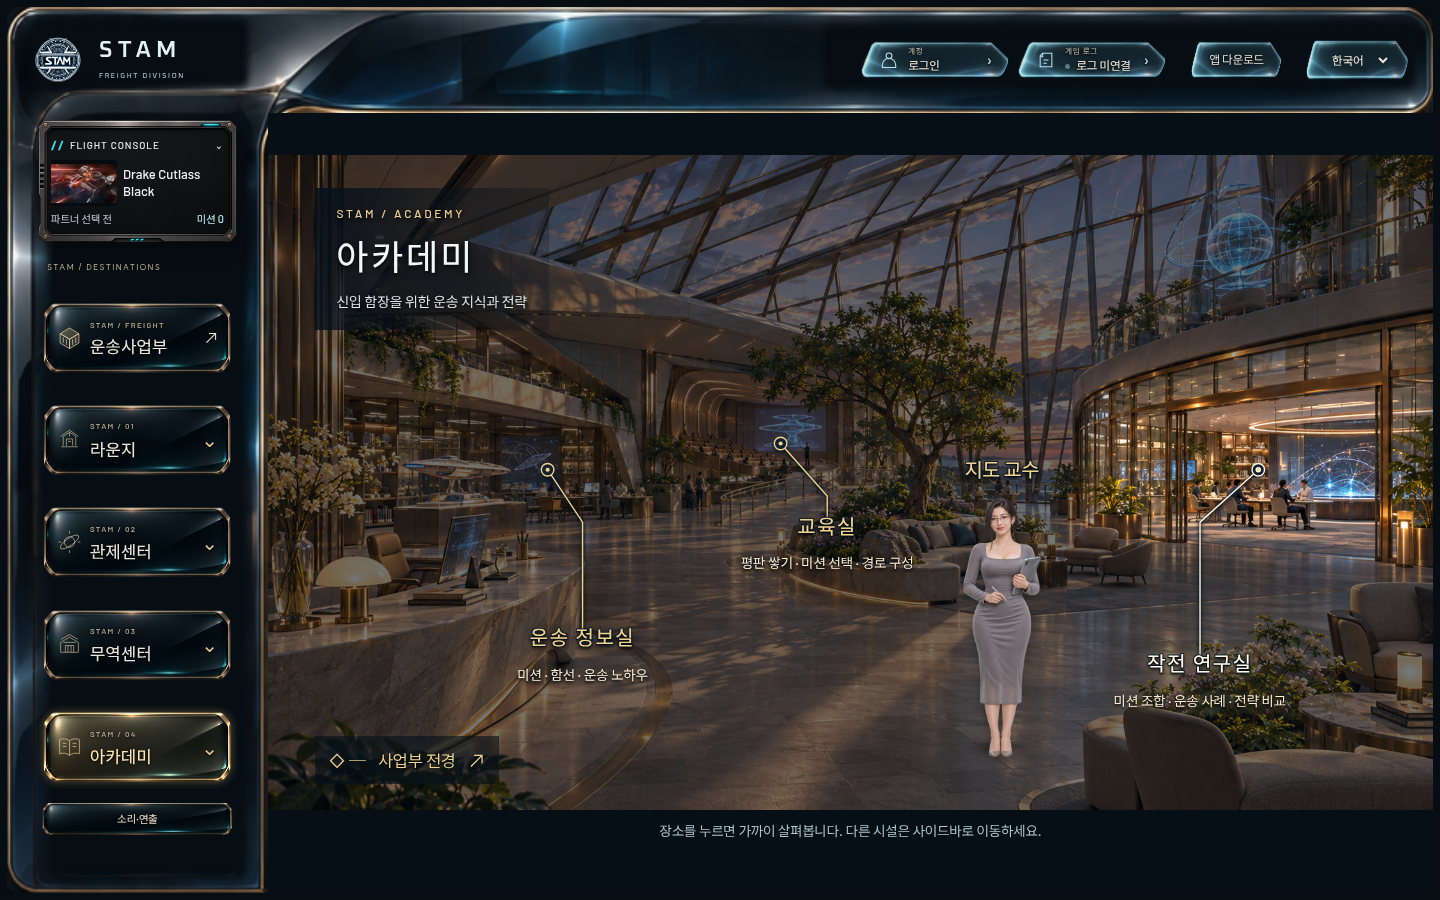 STAM
FREIGHT DIVISION
STAM
계정
로그인
게임 로그
로그 미연결
앱 다운로드
한국어
// FLIGHT CONSOLE
Drake Cutlass
Black
파트너 선택 전
미션 0
STAM / DESTINATIONS
STAM / FREIGHT
운송사업부
STAM / 01
라운지
STAM / 02
관제센터
STAM / 03
무역센터
STAM / 04
아카데미
소리·연출
STAM / ACADEMY
아카데미
신입 함장을 위한 운송 지식과 전략
지도 교수
교육실
평판 쌓기 · 미션 선택 · 경로 구성
운송 정보실
미션 · 함선 · 운송 노하우
작전 연구실
미션 조합 · 운송 사례 · 전략 비교
사업부 전경
장소를 누르면 가까이 살펴봅니다. 다른 시설은 사이드바로 이동하세요.